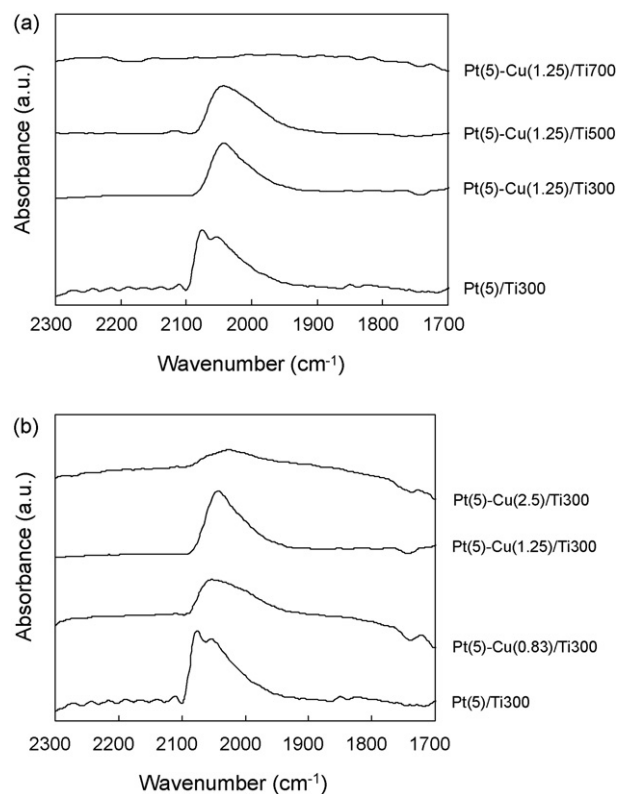 (a)
Absorbance (a.u.)
Pt(5)-Cu(1.25)/Ti700
Pt(5)-Cu(1.25)/Ti500
Pt(5)-Cu(1.25)/Ti300
Pt(5)/Ti300
2300 2200 2100 2000 1900 1800 1700
Wavenumber (cm⁻¹)
(b)
Absorbance (a.u.)
Pt(5)-Cu(2.5)/Ti300
Pt(5)-Cu(1.25)/Ti300
Pt(5)-Cu(0.83)/Ti300
Pt(5)/Ti300
2300 2200 2100 2000 1900 1800 1700
Wavenumber (cm⁻¹)